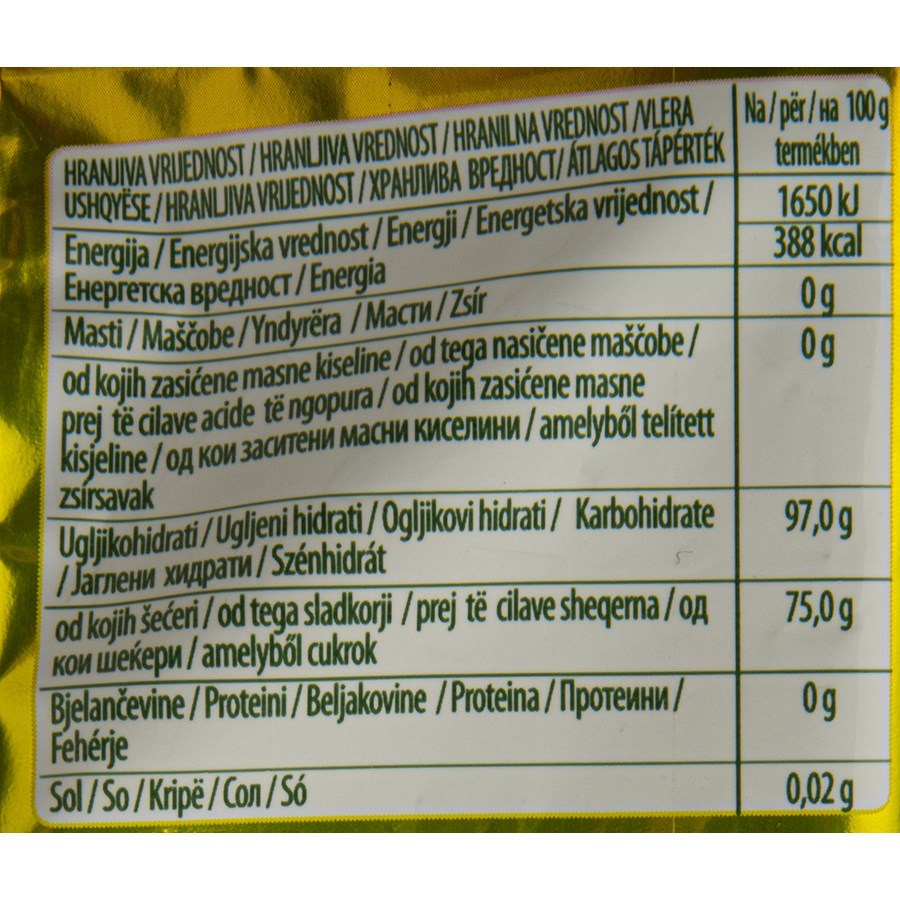 HRANJIVA VRIJEDNOST / HRANLJIVA VREDNOST / HRANILNA VREDNOST /VLERA
USHQYËSE / HRANLJIVA VRIJEDNOST / ХРАНЛИВА ВРЕДНОСТ/ ÁTLAGOS TÁPÉRTÉK
Na / për / на 100 g
termékben
Energija / Energijska vrednost / Energji / Energetska vrijednost /
Енергетска вредност / Energia
1650 kJ
388 kcal
Masti / Maščobe / Yndyrëra / Масти / Zsír
0 g
od kojih zasićene masne kiseline / od tega nasičene maščobe /
prej të cilave acide të ngopura / od kojih zasićene masne
kisjeline / од кои заситени масни киселини / amelyből telített
zsírsavak
0 g
Ugljikohidrati / Ugljeni hidrati / Ogljikovi hidrati / Karbohidrate
/ Јаглени хидрати / Szénhidrát
97,0 g
od kojih šećeri / od tega sladkorji / prej të cilave sheqerna / од
кои шеќери / amelyből cukrok
75,0 g
Bjelančevine / Proteini / Beljakovine / Proteina / Протеини /
Fehérje
0 g
Sol / So / Kripë / Сол / Só
0,02 g